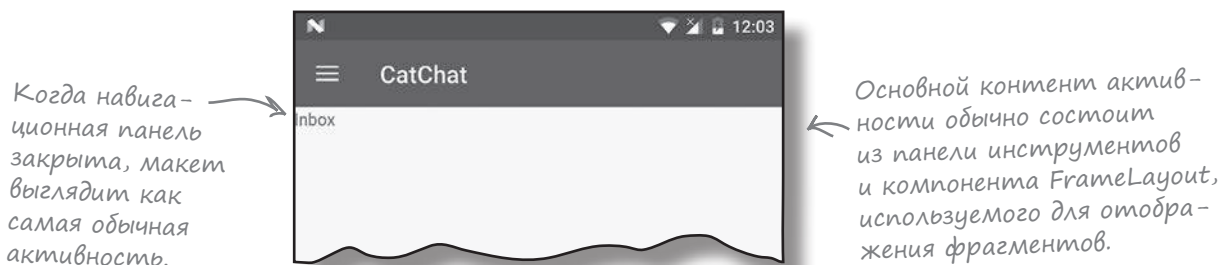 12:03
CatChat
Inbox
Когда навига-
ционная панель
закрыта, макет
выглядит как
самая обычная
активность.
Основной контент актив-
ности обычно состоит
из панели инструментов
и компонента FrameLayout,
используемого для отобра-
жения фрагментов.